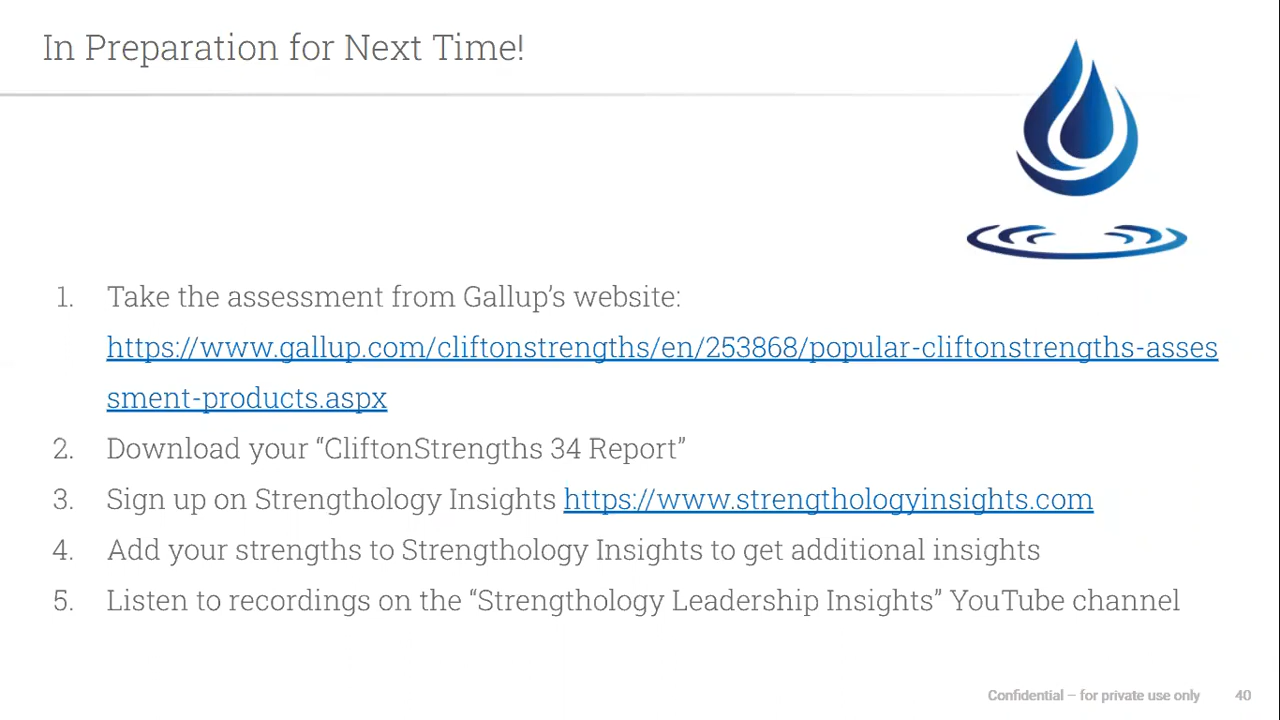 In Preparation for Next Time!
1. Take the assessment from Gallup’s website:
https://www.gallup.com/cliftonstrengths/en/253868/popular-cliftonstrengths-asses
sment-products.aspx
2. Download your “CliftonStrengths 34 Report”
3. Sign up on Strengthology Insights https://www.strengthologyinsights.com
4. Add your strengths to Strengthology Insights to get additional insights
5. Listen to recordings on the “Strengthology Leadership Insights” YouTube channel
Confidential – for private use only 40